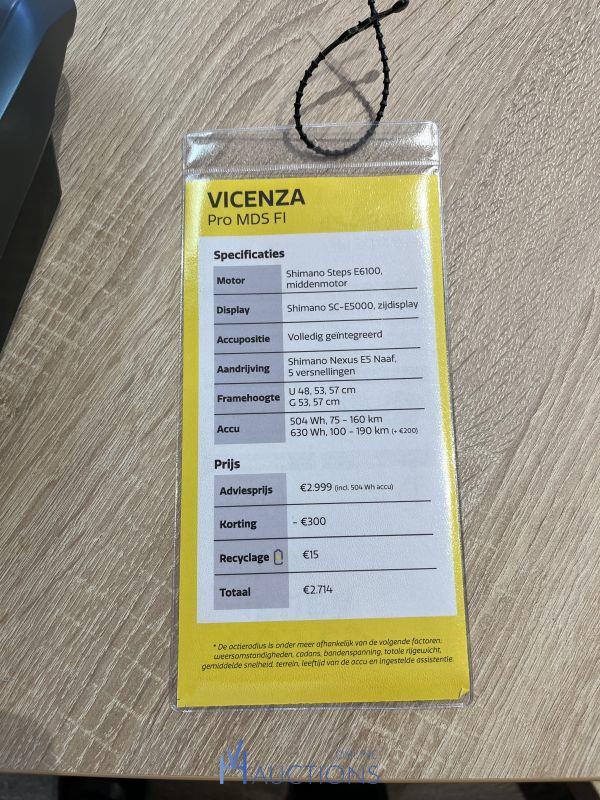 VICENZA
Pro MDS FI
Specificaties
Motor Shimano Steps E6100,
middenmotor
Display Shimano SC-E5000, zijdisplay
Accupositie Volledig geïntegreerd
Aandrijving Shimano Nexus E5 Naaf,
5 versnellingen
Framehoogte U 48, 53, 57 cm
G 53, 57 cm
Accu 504 Wh, 75 - 160 km
630 Wh, 100 - 190 km (+ €200)
Prijs
Adviesprijs €2.999 (incl. 504 Wh accu)
Korting - €300
Recyclage €15
Totaal €2.714
* De actieradius is onder meer afhankelijk van de volgende factoren:
weersomstandigheden, cadans, bandenspanning, totale rijgewicht,
gemiddelde snelheid, terrein, leeftijd van de accu en ingestelde assistentie.
AUCTIONS